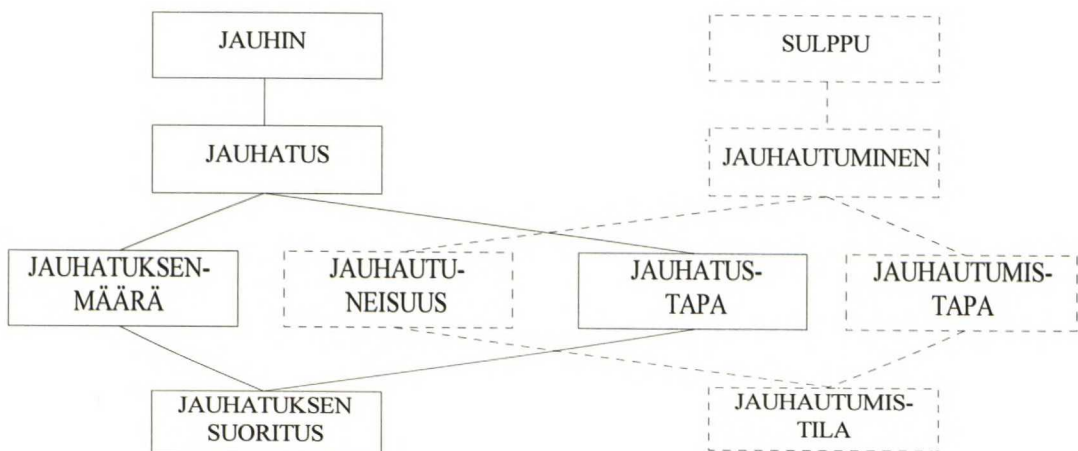 JAUHIN
SULPPU
JAUHATUS
JAUHAUTUMINEN
JAUHATUKSEN-
MÄÄRÄ
JAUHAUTU-
NEISUUS
JAUHATUS-
TAPA
JAUHAUTUMIS-
TAPA
JAUHATUKSEN
SUORITUS
JAUHAUTUMIS-
TILA